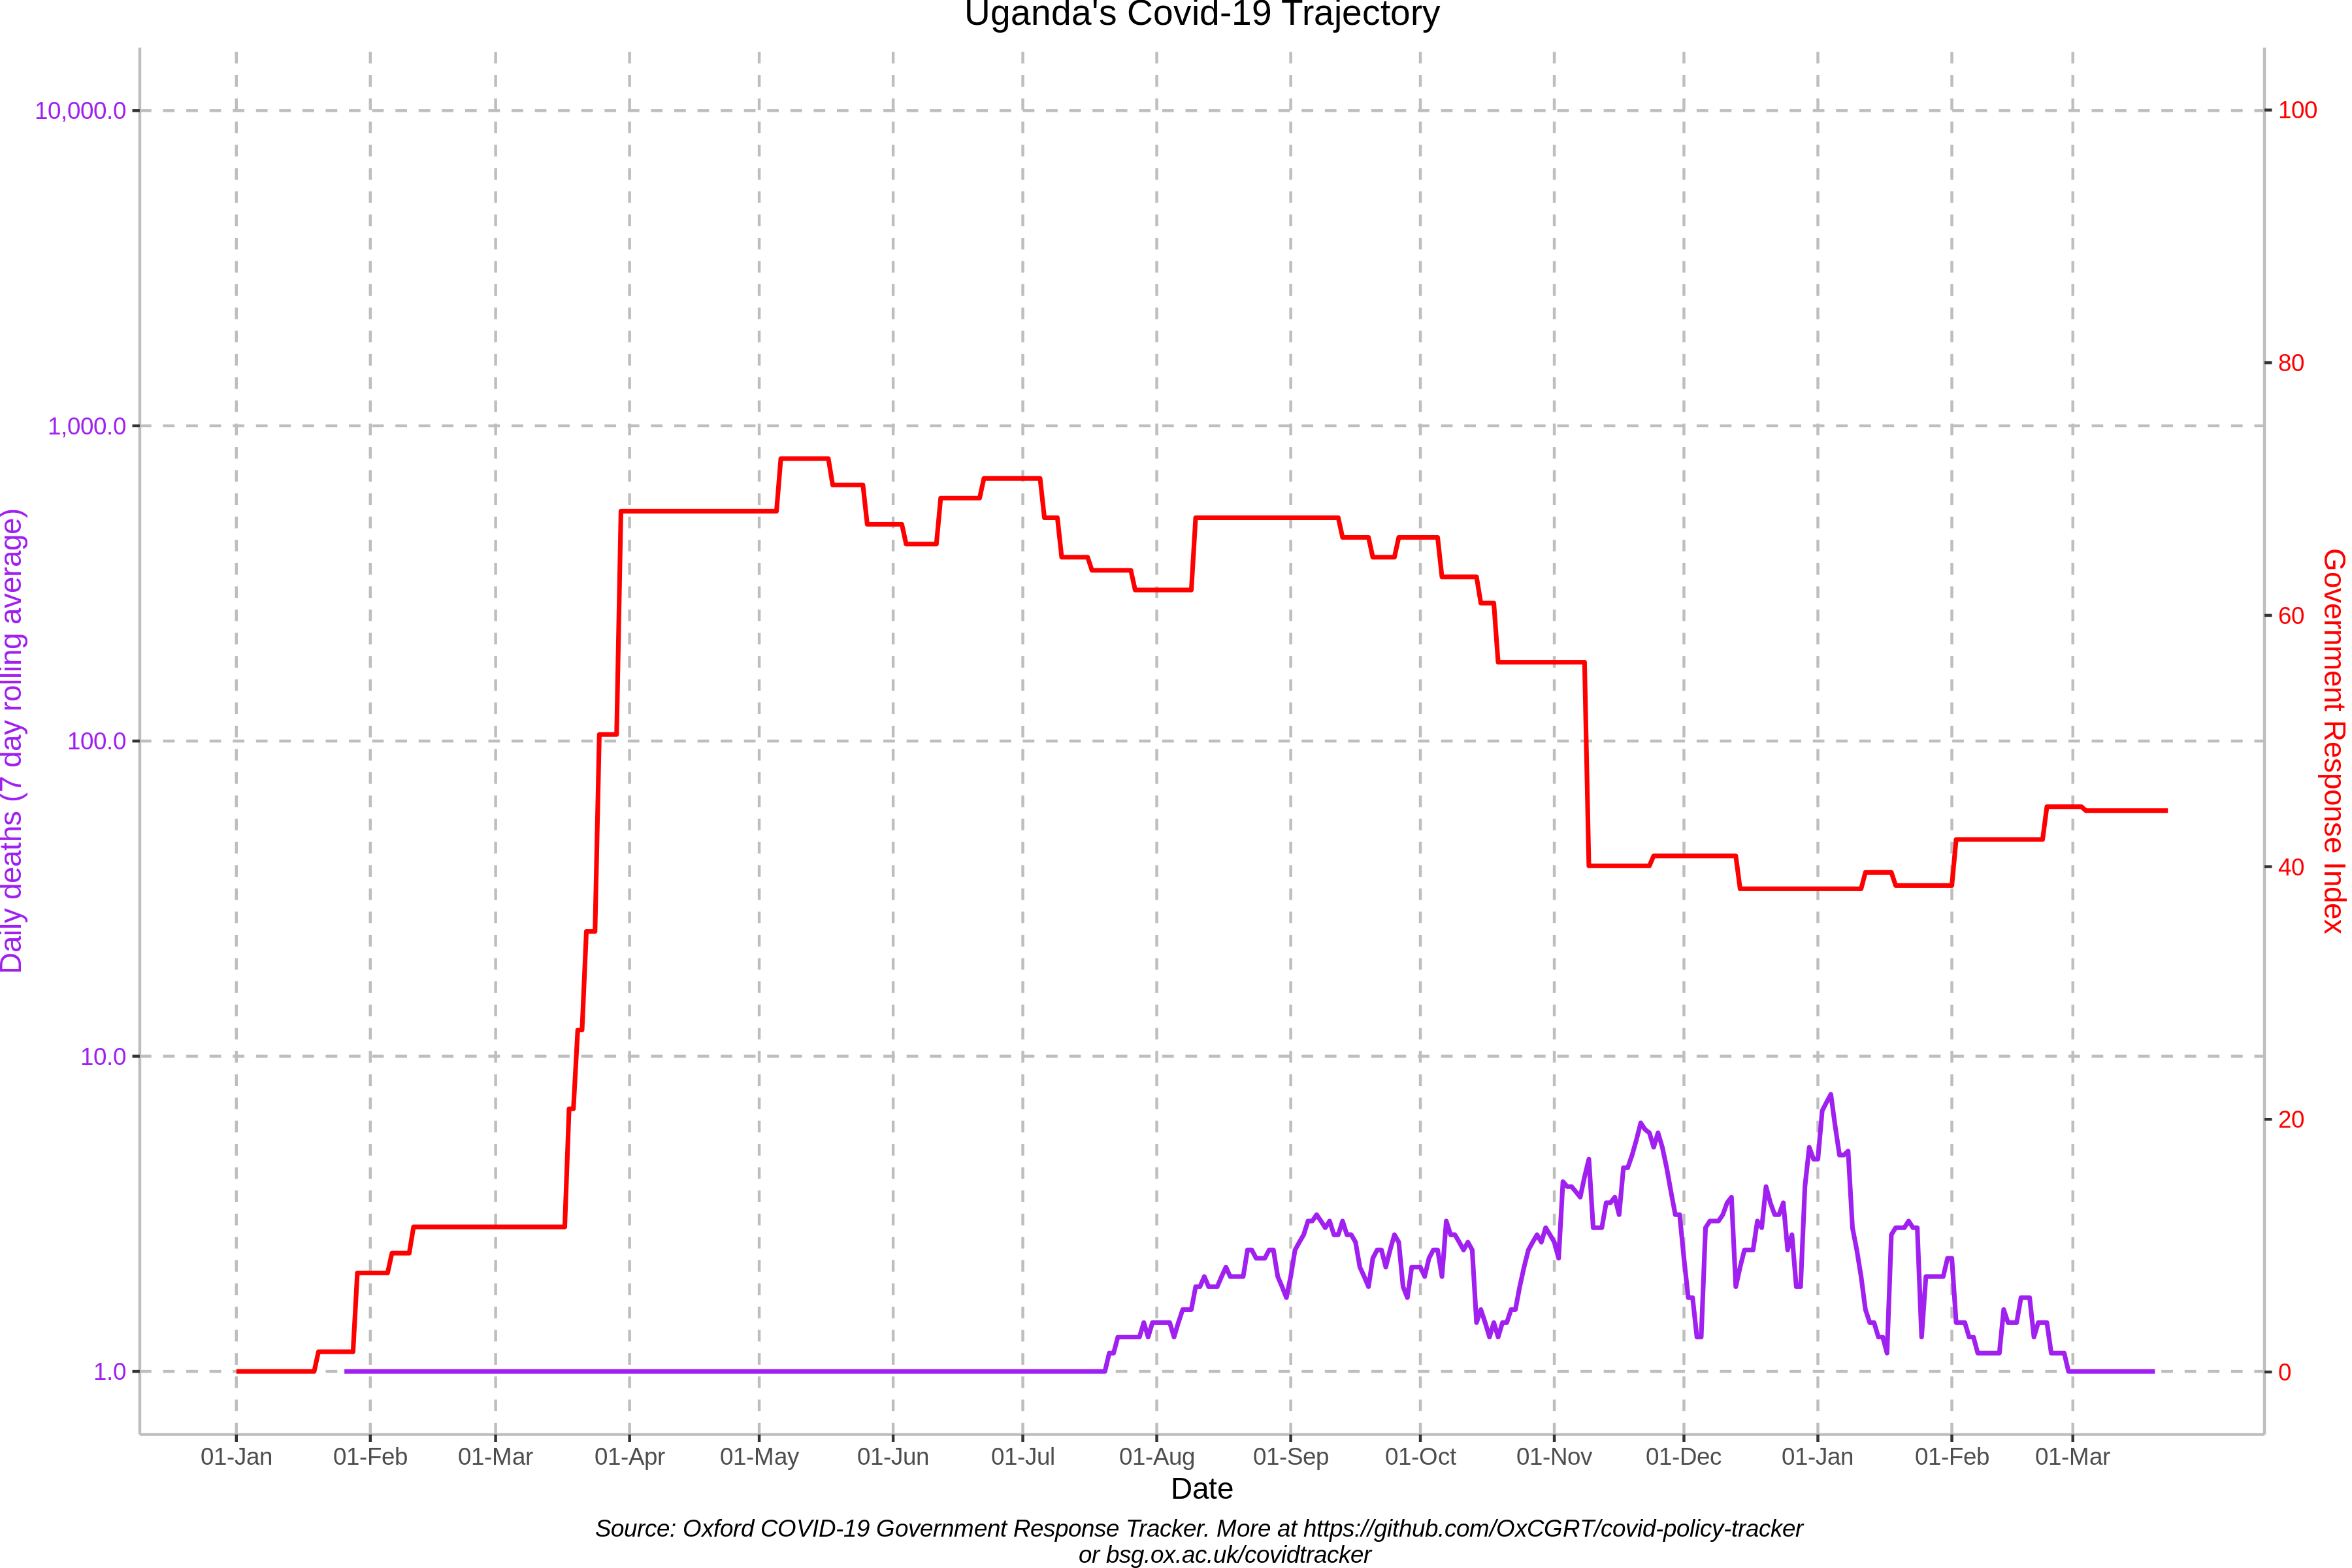 Uganda's Covid-19 Trajectory
10,000.0
1,000.0
100.0
10.0
1.0
Daily deaths (7 day rolling average)
100
80
60
40
20
0
Government Response Index
01-Jan
01-Feb
01-Mar
01-Apr
01-May
01-Jun
01-Jul
01-Aug
01-Sep
01-Oct
01-Nov
01-Dec
01-Jan
01-Feb
01-Mar
Date
Source: Oxford COVID-19 Government Response Tracker. More at https://github.com/OxCGRT/covid-policy-tracker
or bsg.ox.ac.uk/covidtracker